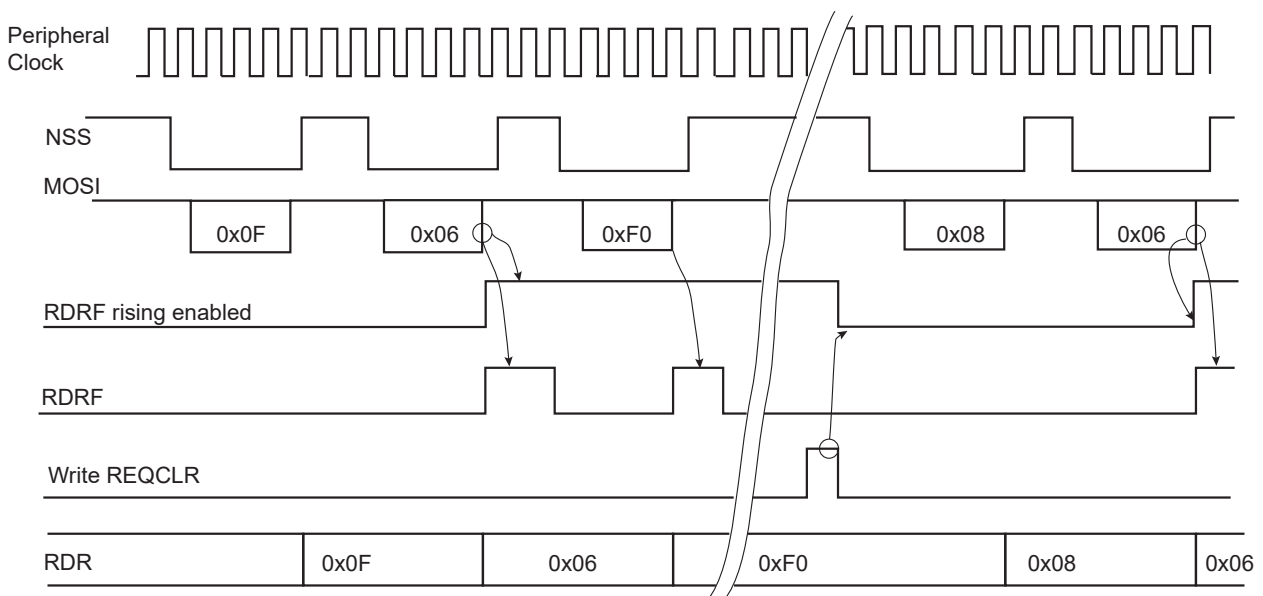 Peripheral
Clock
NSS
MOSI
0x0F 0x06 0xF0 0x08 0x06
RDRF rising enabled
RDRF
Write REQCLR
RDR 0x0F 0x06 0xF0 0x08 0x06